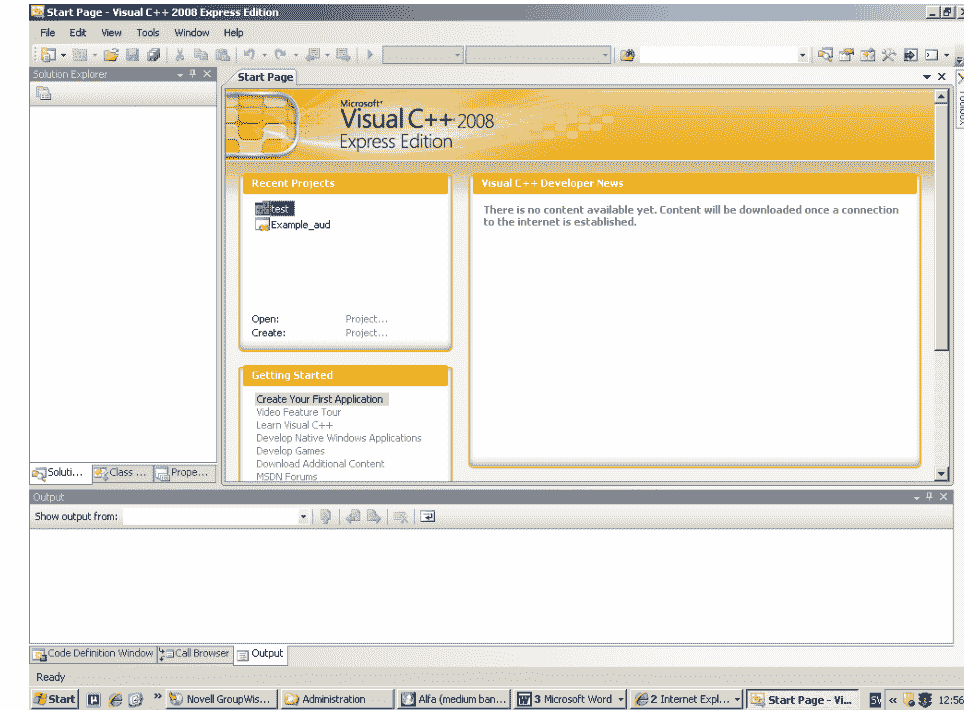 Start Page - Visual C++ 2008 Express Edition
File Edit View Tools Window Help
Solution Explorer
Start Page
Microsoft
Visual C++ 2008
Express Edition
Recent Projects
test
Example_aud
Open: Project...
Create: Project...
Getting Started
Create Your First Application
Video Feature Tour
Learn Visual C++
Develop Native Windows Applications
Develop Games
Download Additional Content
MSDN Forums
Visual C++ Developer News
There is no content available yet. Content will be downloaded once a connection
to the internet is established.
Soluti... Class ... Prope...
Output
Show output from:
Code Definition Window Call Browser Output
Ready
Start » Novell GroupWis... Administration Alfa (medium ban... 3 Microsoft Word 2 Internet Expl... Start Page - Vi... SV « 12:56